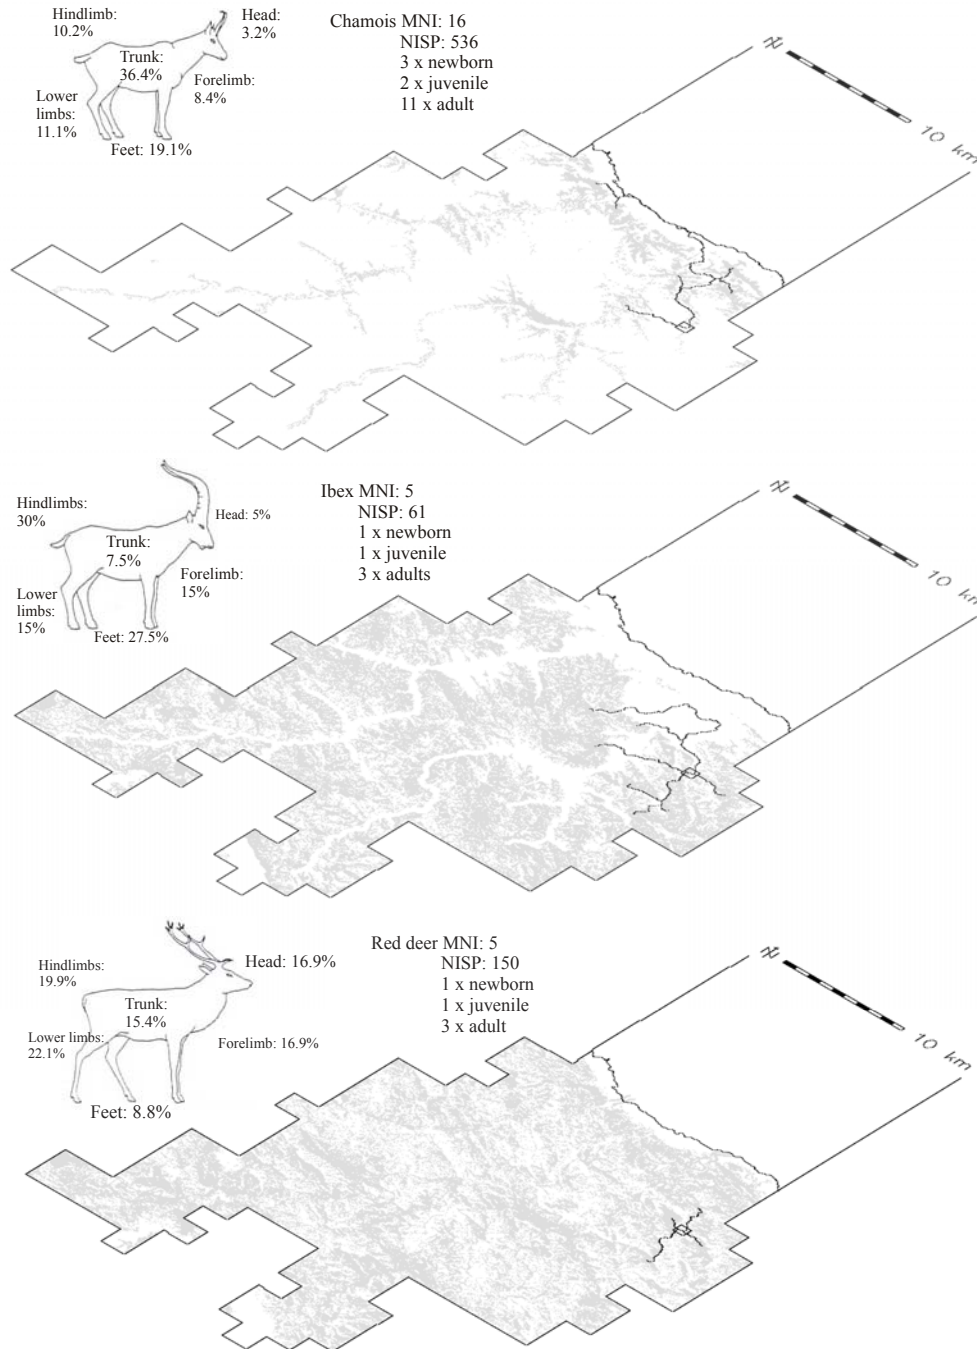 Hindlimb:
10.2%
Head:
3.2%
Trunk:
36.4%
Forelimb:
8.4%
Lower
limbs:
11.1%
Feet: 19.1%
Chamois MNI: 16
NISP: 536
3 x newborn
2 x juvenile
11 x adult
N
10 km
Hindlimbs:
30%
Head: 5%
Trunk:
7.5%
Forelimb:
15%
Lower
limbs:
15%
Feet: 27.5%
Ibex MNI: 5
NISP: 61
1 x newborn
1 x juvenile
3 x adults
N
10 km
Hindlimbs:
19.9%
Head: 16.9%
Trunk:
15.4%
Lower limbs:
22.1%
Forelimb: 16.9%
Feet: 8.8%
Red deer MNI: 5
NISP: 150
1 x newborn
1 x juvenile
3 x adult
N
10 km